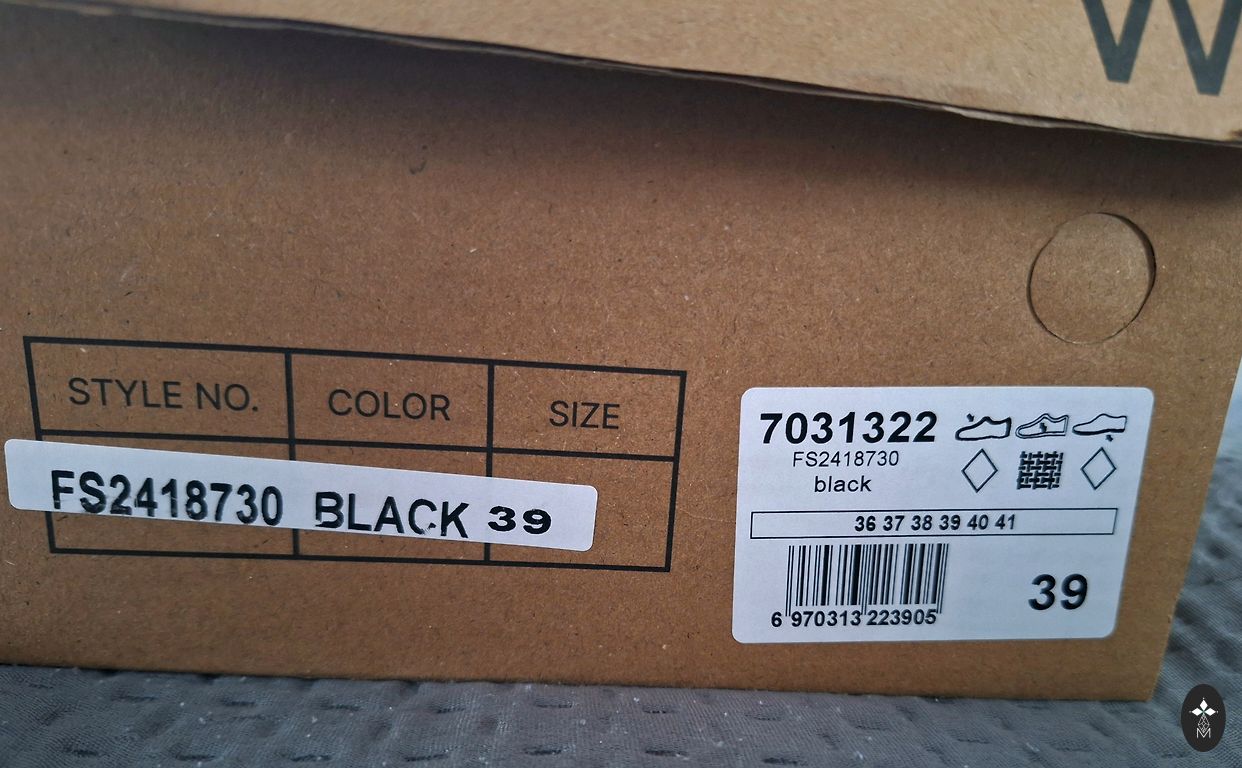 W
STYLE NO. COLOR SIZE
FS2418730 BLACK 39
7031322
FS2418730
black
36 37 38 39 40 41
39
6 970313 223905
M